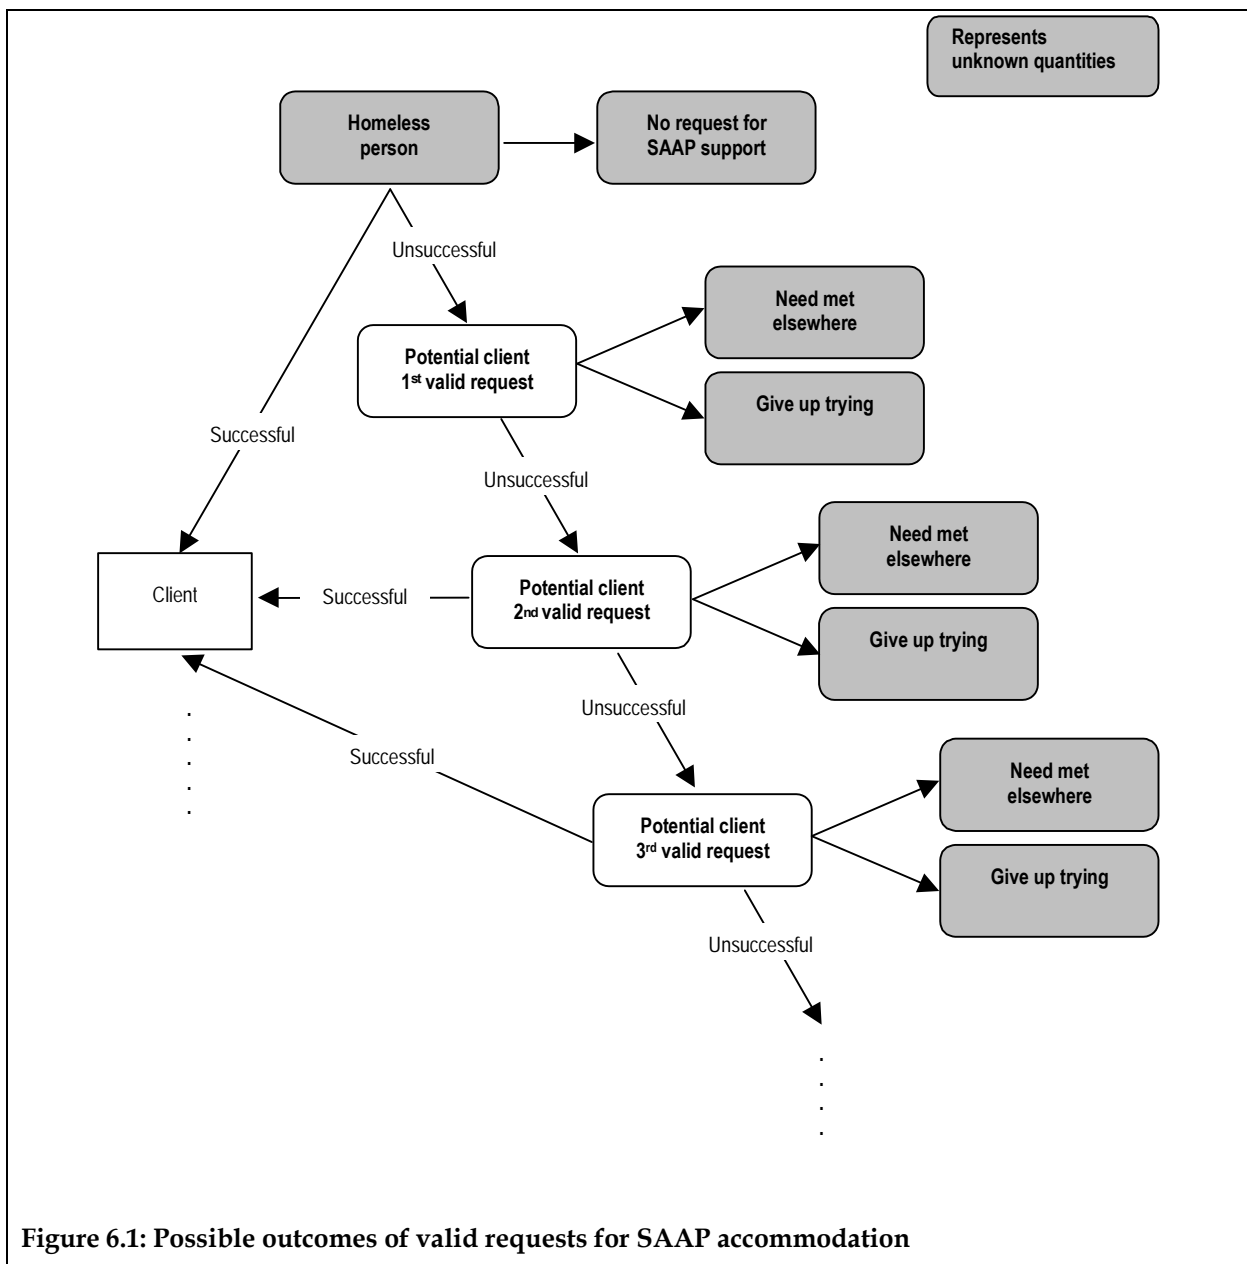 Represents
unknown quantities
Homeless
person
No request for
SAAP support
Unsuccessful
Need met
elsewhere
Potential client
1st valid request
Give up trying
Successful
Unsuccessful
Need met
elsewhere
Client
Successful
Potential client
2nd valid request
Give up trying
Unsuccessful
Successful
Need met
elsewhere
Potential client
3rd valid request
Give up trying
Unsuccessful
Figure 6.1: Possible outcomes of valid requests for SAAP accommodation